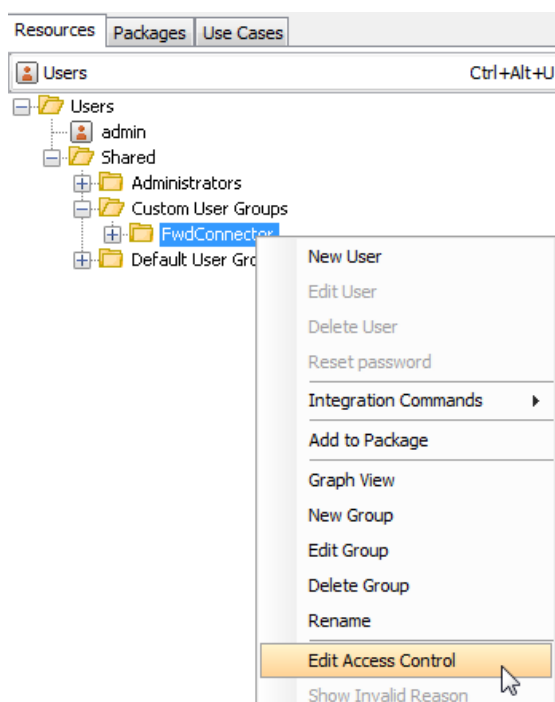 Resources Packages Use Cases
Users Ctrl+Alt+U
Users
admin
Shared
Administrators
Custom User Groups
FwdConnector
Default User Gro
New User
Edit User
Delete User
Reset password
Integration Commands
Add to Package
Graph View
New Group
Edit Group
Delete Group
Rename
Edit Access Control
Show Invalid Reason